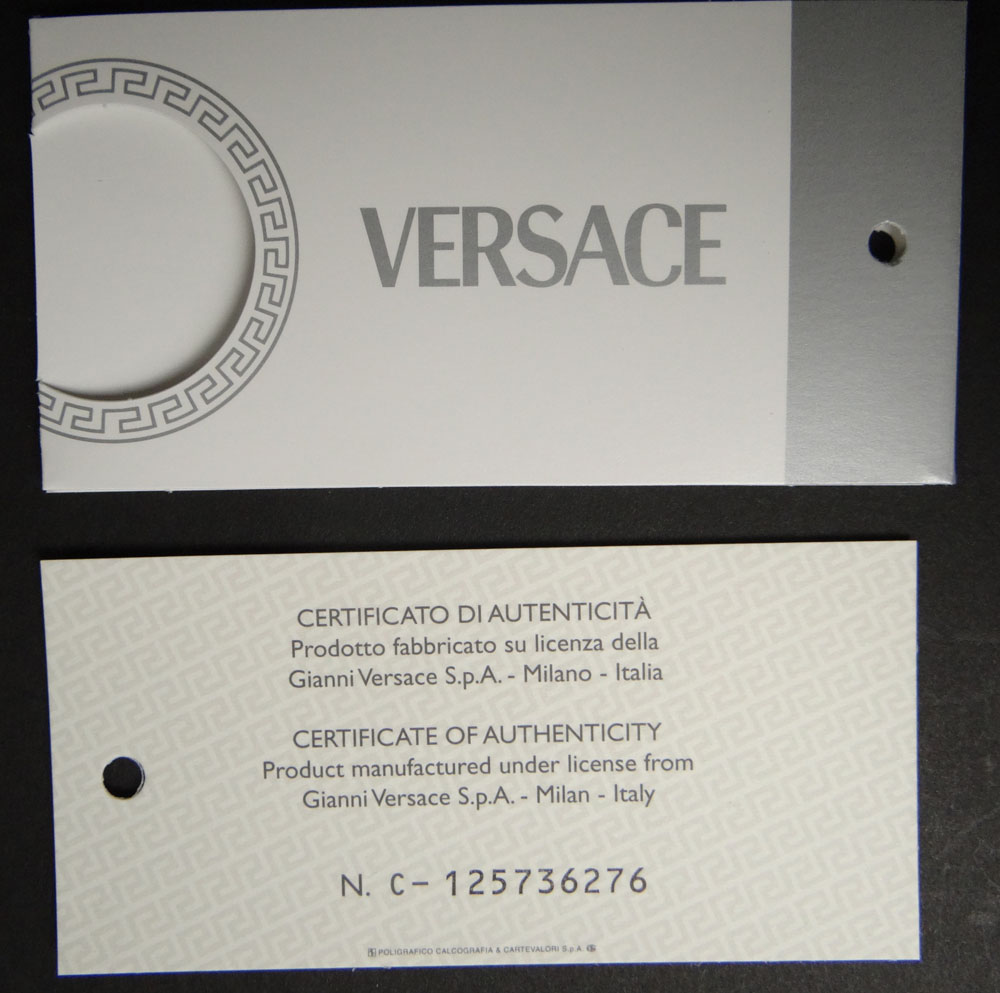 VERSACE
CERTIFICATO DI AUTENTICITÀ
Prodotto fabbricato su licenza della
Gianni Versace S.p.A. - Milano - Italia
CERTIFICATE OF AUTHENTICITY
Product manufactured under license from
Gianni Versace S.p.A. - Milan - Italy
N. C- 125736276
POLIGRAFICO CALCOGRAFIA & CARTEVALORI S.p.A.